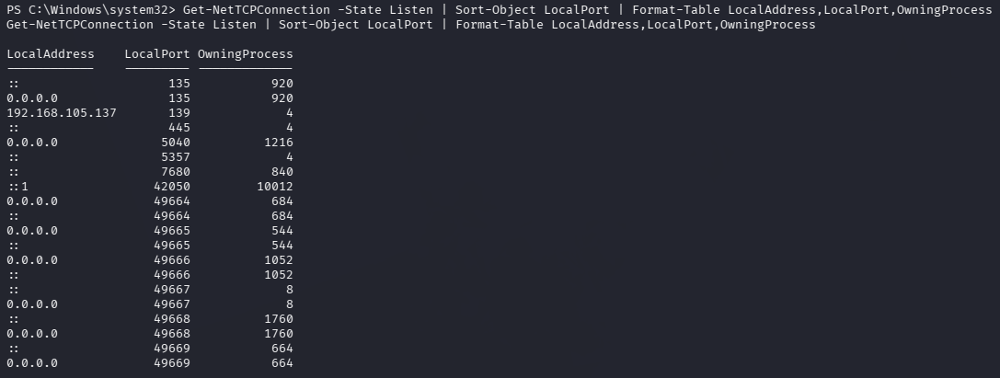 PS C:\Windows\system32> Get-NetTCPConnection -State Listen | Sort-Object LocalPort | Format-Table LocalAddress,LocalPort,OwningProcess
Get-NetTCPConnection -State Listen | Sort-Object LocalPort | Format-Table LocalAddress,LocalPort,OwningProcess
LocalAddress    LocalPort OwningProcess
------------    --------- -------------
::                    135           920
0.0.0.0               135           920
192.168.105.137       139             4
::                    445             4
0.0.0.0              5040          1216
::                   5357             4
::                   7680           840
::1                 42050         10012
0.0.0.0             49664           684
::                  49664           684
0.0.0.0             49665           544
::                  49665           544
0.0.0.0             49666          1052
::                  49666          1052
::                  49667             8
0.0.0.0             49667             8
::                  49668          1760
0.0.0.0             49668          1760
::                  49669           664
0.0.0.0             49669           664